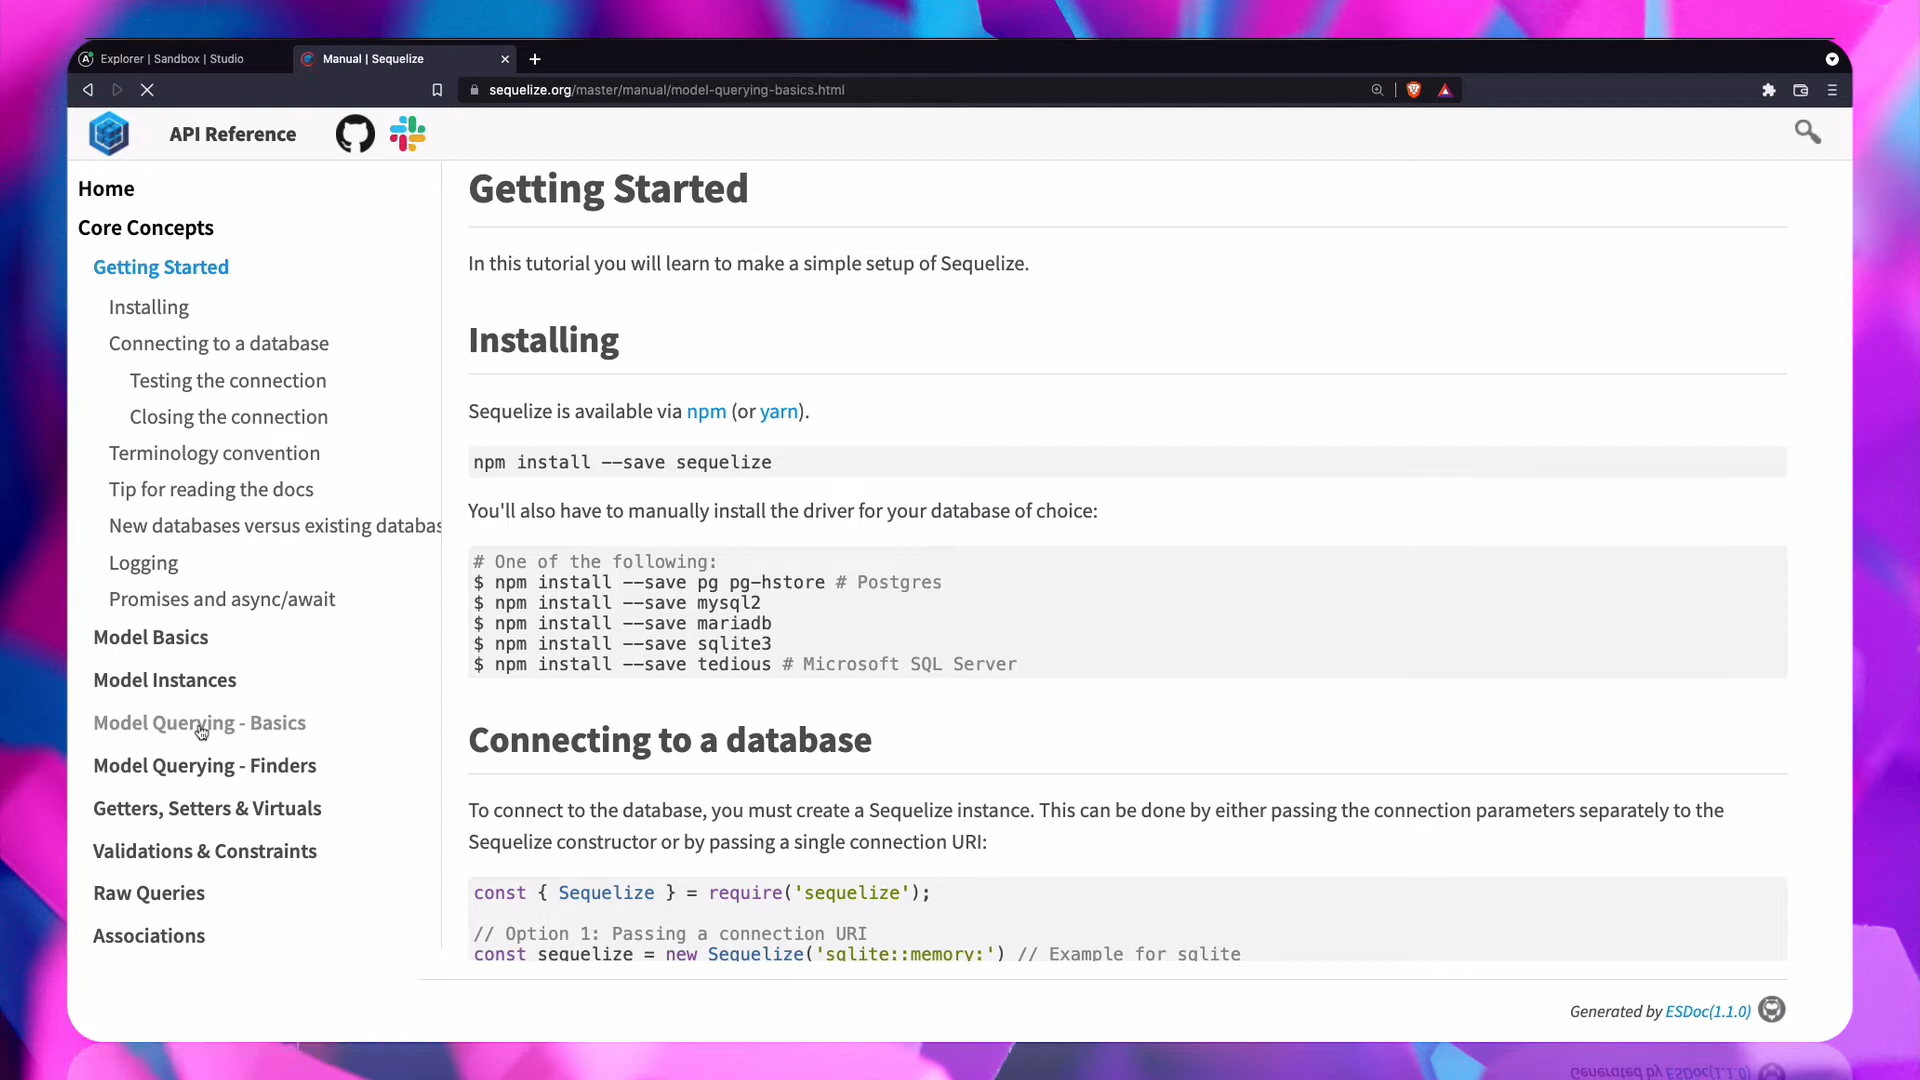 Explorer | Sandbox | Studio
Manual | Sequelize
sequelize.org/master/manual/model-querying-basics.html
API Reference
Home
Core Concepts
Getting Started
Installing
Connecting to a database
Testing the connection
Closing the connection
Terminology convention
Tip for reading the docs
New databases versus existing databas
Logging
Promises and async/await
Model Basics
Model Instances
Model Querying - Basics
Model Querying - Finders
Getters, Setters & Virtuals
Validations & Constraints
Raw Queries
Associations
Getting Started
In this tutorial you will learn to make a simple setup of Sequelize.
Installing
Sequelize is available via npm (or yarn).
npm install --save sequelize
You'll also have to manually install the driver for your database of choice:
# One of the following:
$ npm install --save pg pg-hstore # Postgres
$ npm install --save mysql2
$ npm install --save mariadb
$ npm install --save sqlite3
$ npm install --save tedious # Microsoft SQL Server
Connecting to a database
To connect to the database, you must create a Sequelize instance. This can be done by either passing the connection parameters separately to the
Sequelize constructor or by passing a single connection URI:
const { Sequelize } = require('sequelize');
// Option 1: Passing a connection URI
const sequelize = new Sequelize('sqlite::memory:') // Example for sqlite
Generated by ESDoc(1.1.0)
Generated by ESDoc(1.1.0)